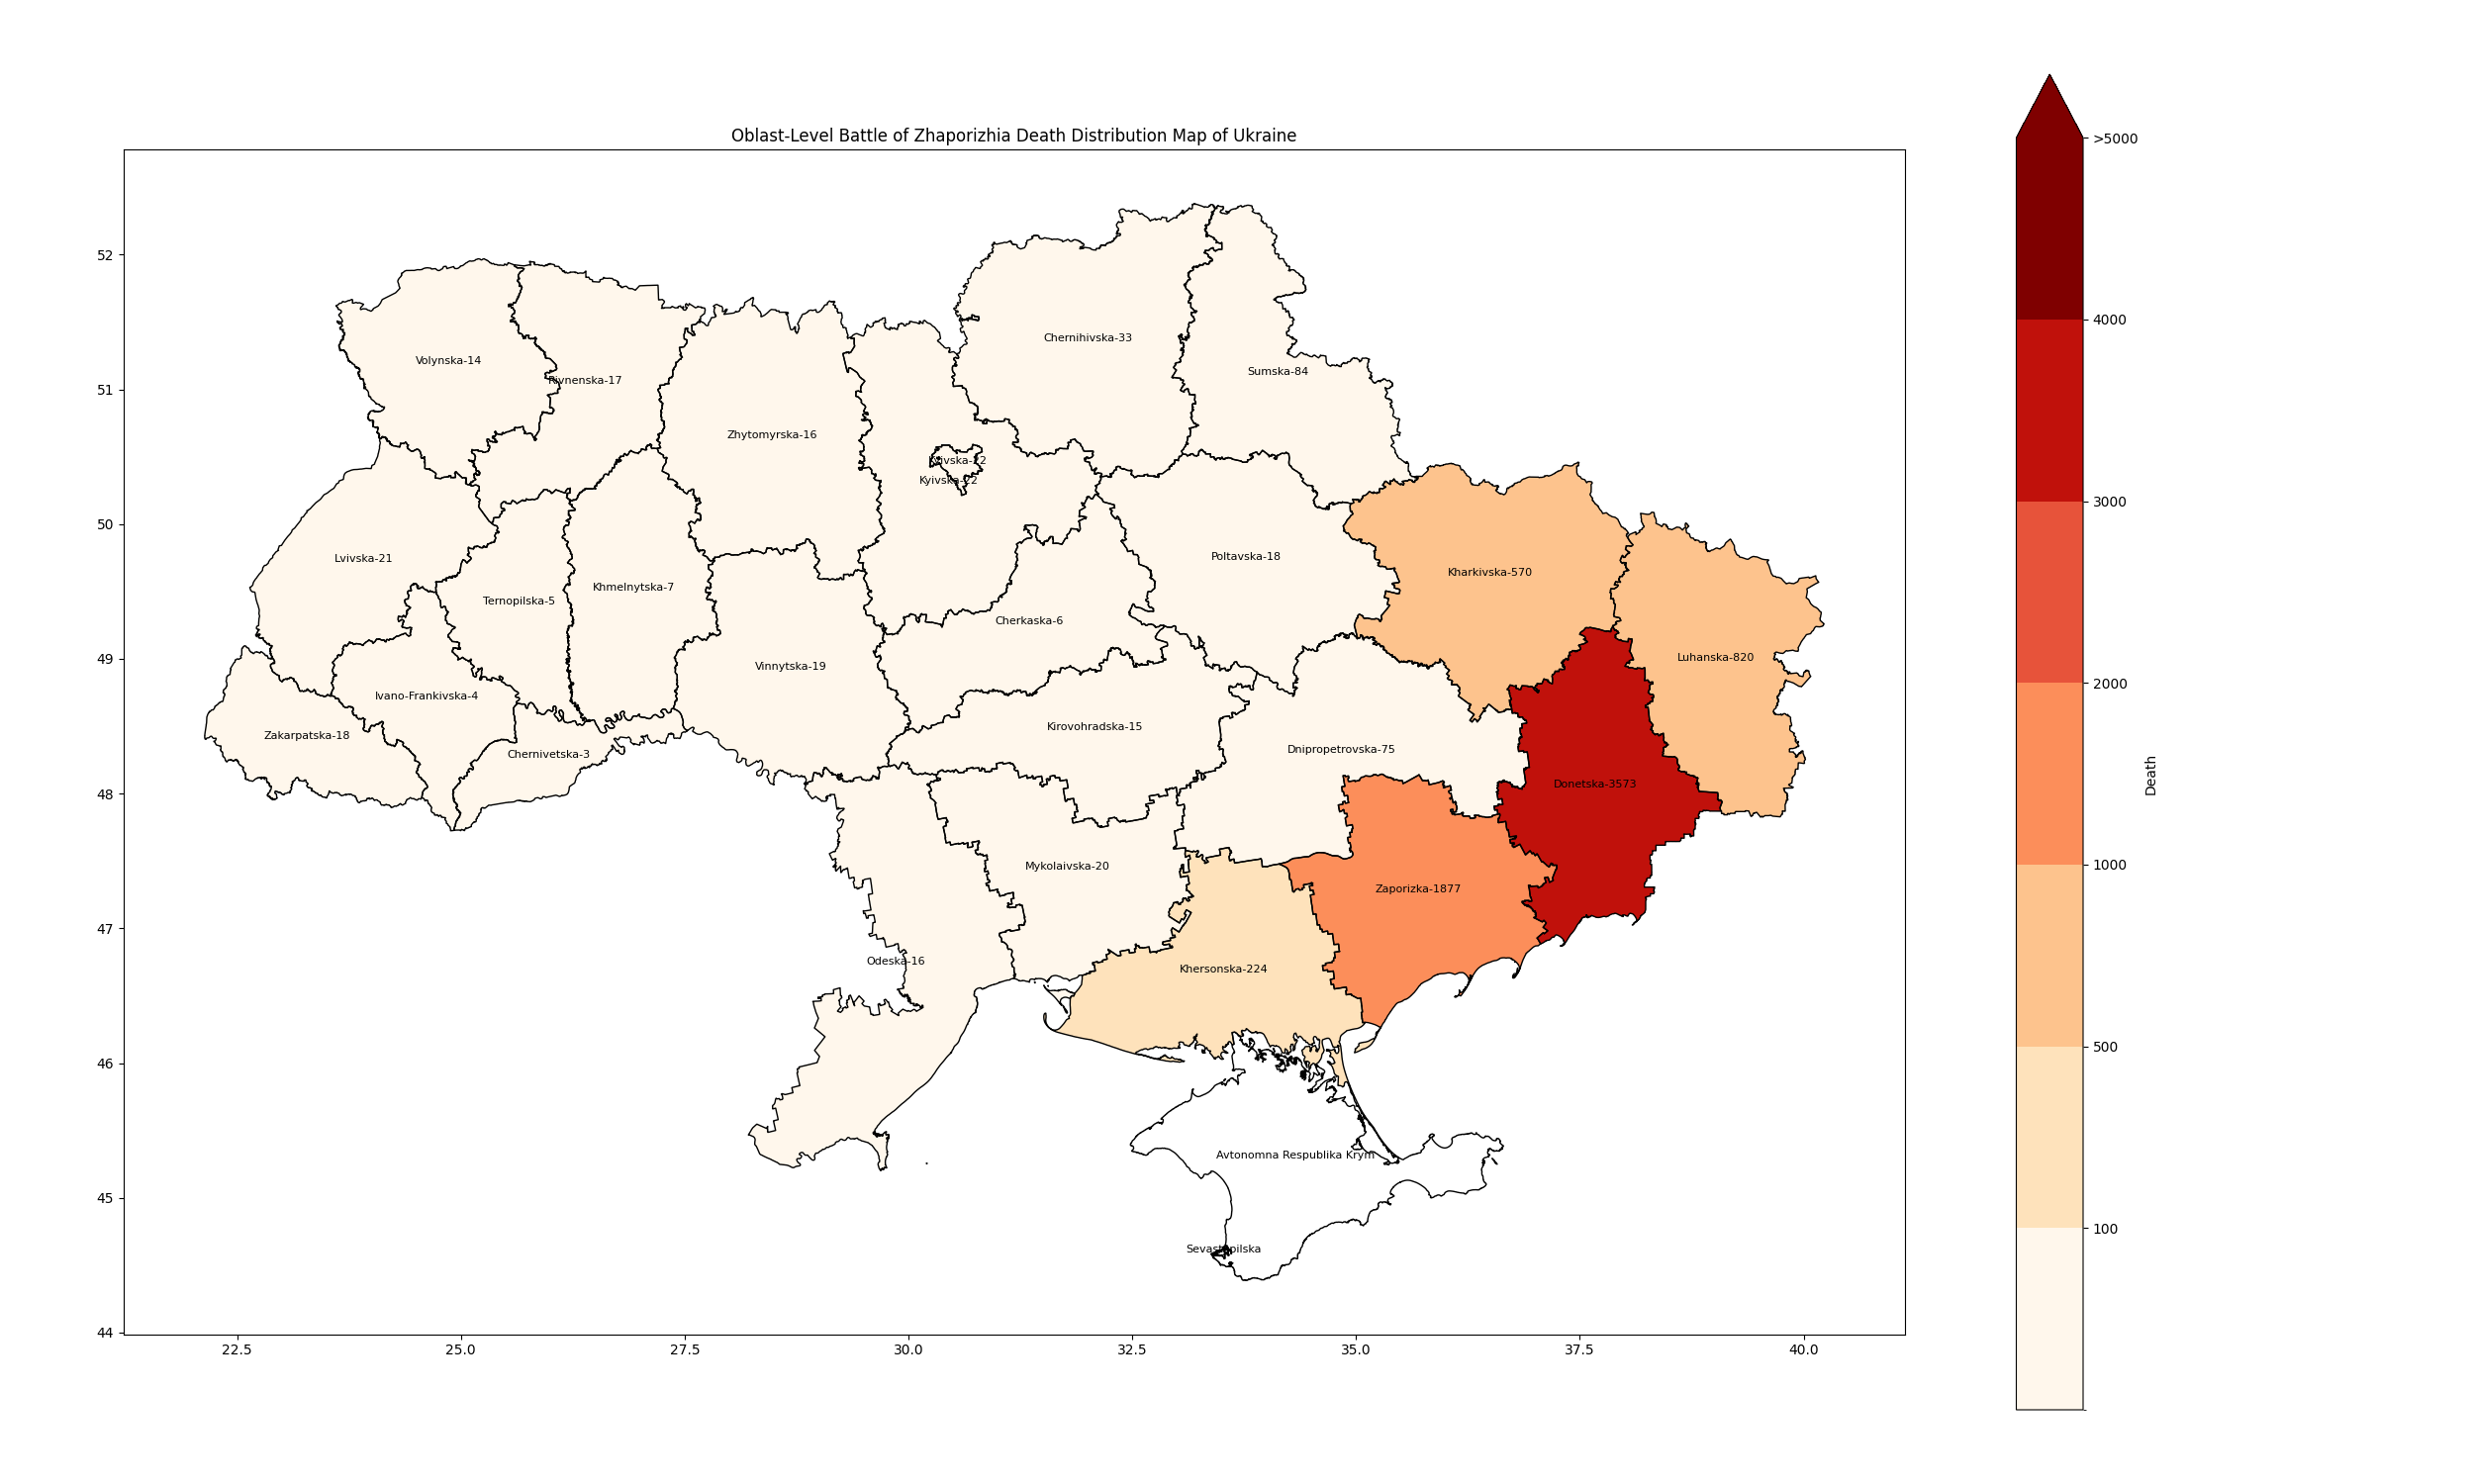 Oblast-Level Battle of Zhaporizhia Death Distribution Map of Ukraine
>5000
4000
3000
2000
1000
500
100
Death
52
51
50
49
48
47
46
45
44
22.5
25.0
27.5
30.0
32.5
35.0
37.5
40.0
Chernihivska-33
Volynska-14
Sumska-84
Rivnenska-17
Zhytomyrska-16
Kyivska-22
Kyivska-22
Poltavska-18
Lvivska-21
Kharkivska-570
Khmelnytska-7
Ternopilska-5
Cherkaska-6
Luhanska-820
Vinnytska-19
Ivano-Frankivska-4
Kirovohradska-15
Zakarpatska-18
Dnipropetrovska-75
Chernivetska-3
Donetska-3573
Mykolaivska-20
Zaporizka-1877
Odeska-16
Khersonska-224
Avtonomna Respublika Krym
Sevastopilska